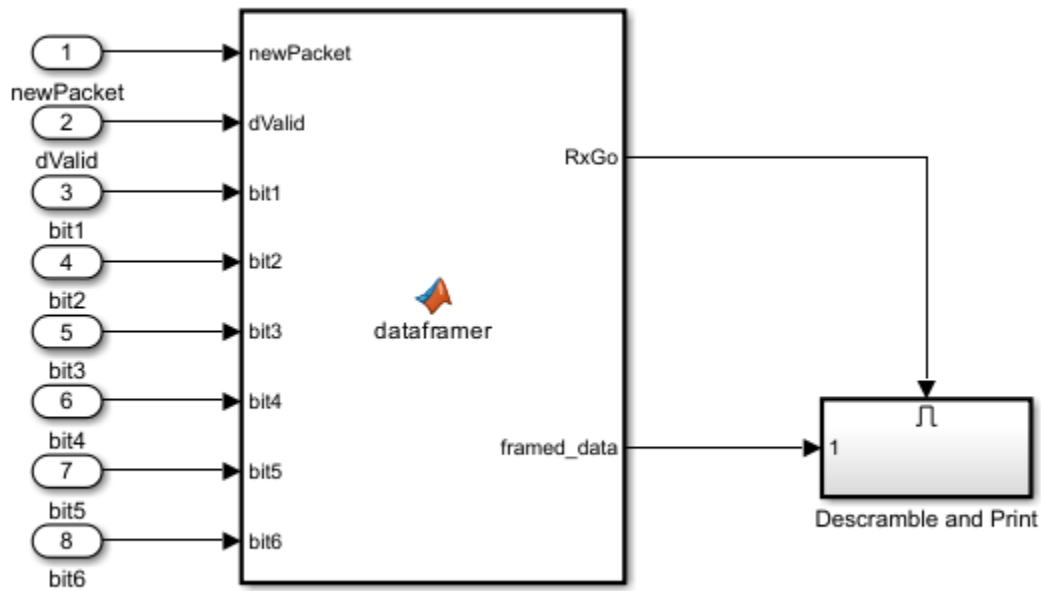 1
newPacket
2
dValid
3
bit1
4
bit2
5
bit3
6
bit4
7
bit5
8
bit6
newPacket
dValid
bit1
bit2
bit3
bit4
bit5
bit6
dataframer
RxGo
framed_data
1
Descramble and Print